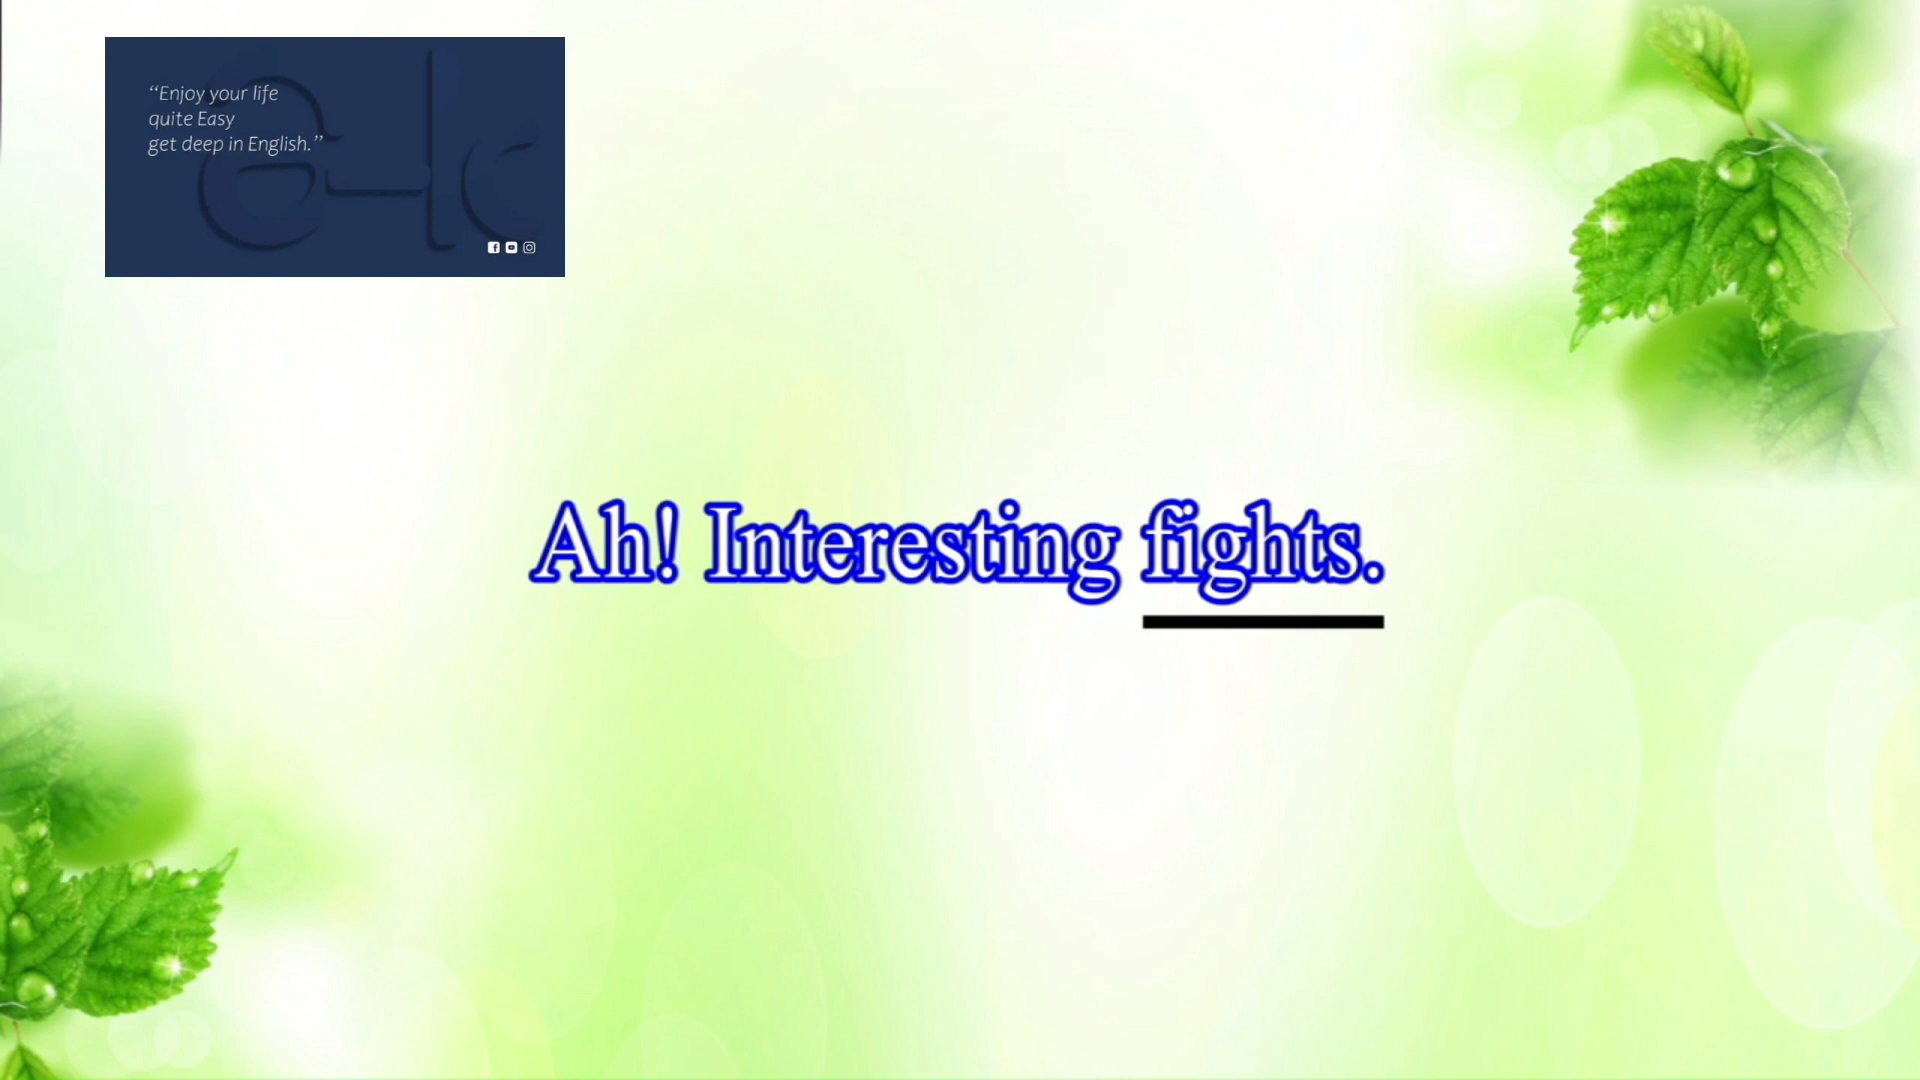 “Enjoy your life
quite Easy
get deep in English.”
Ah! Interesting fights.